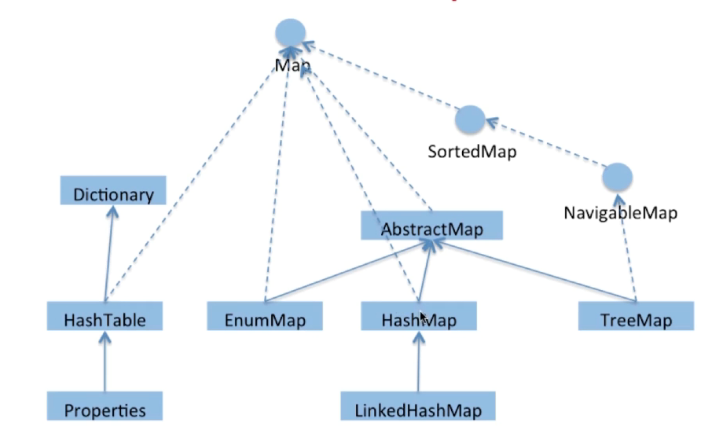 Map
SortedMap
Dictionary
NavigableMap
AbstractMap
HashTable
EnumMap
HashMap
TreeMap
Properties
LinkedHashMap